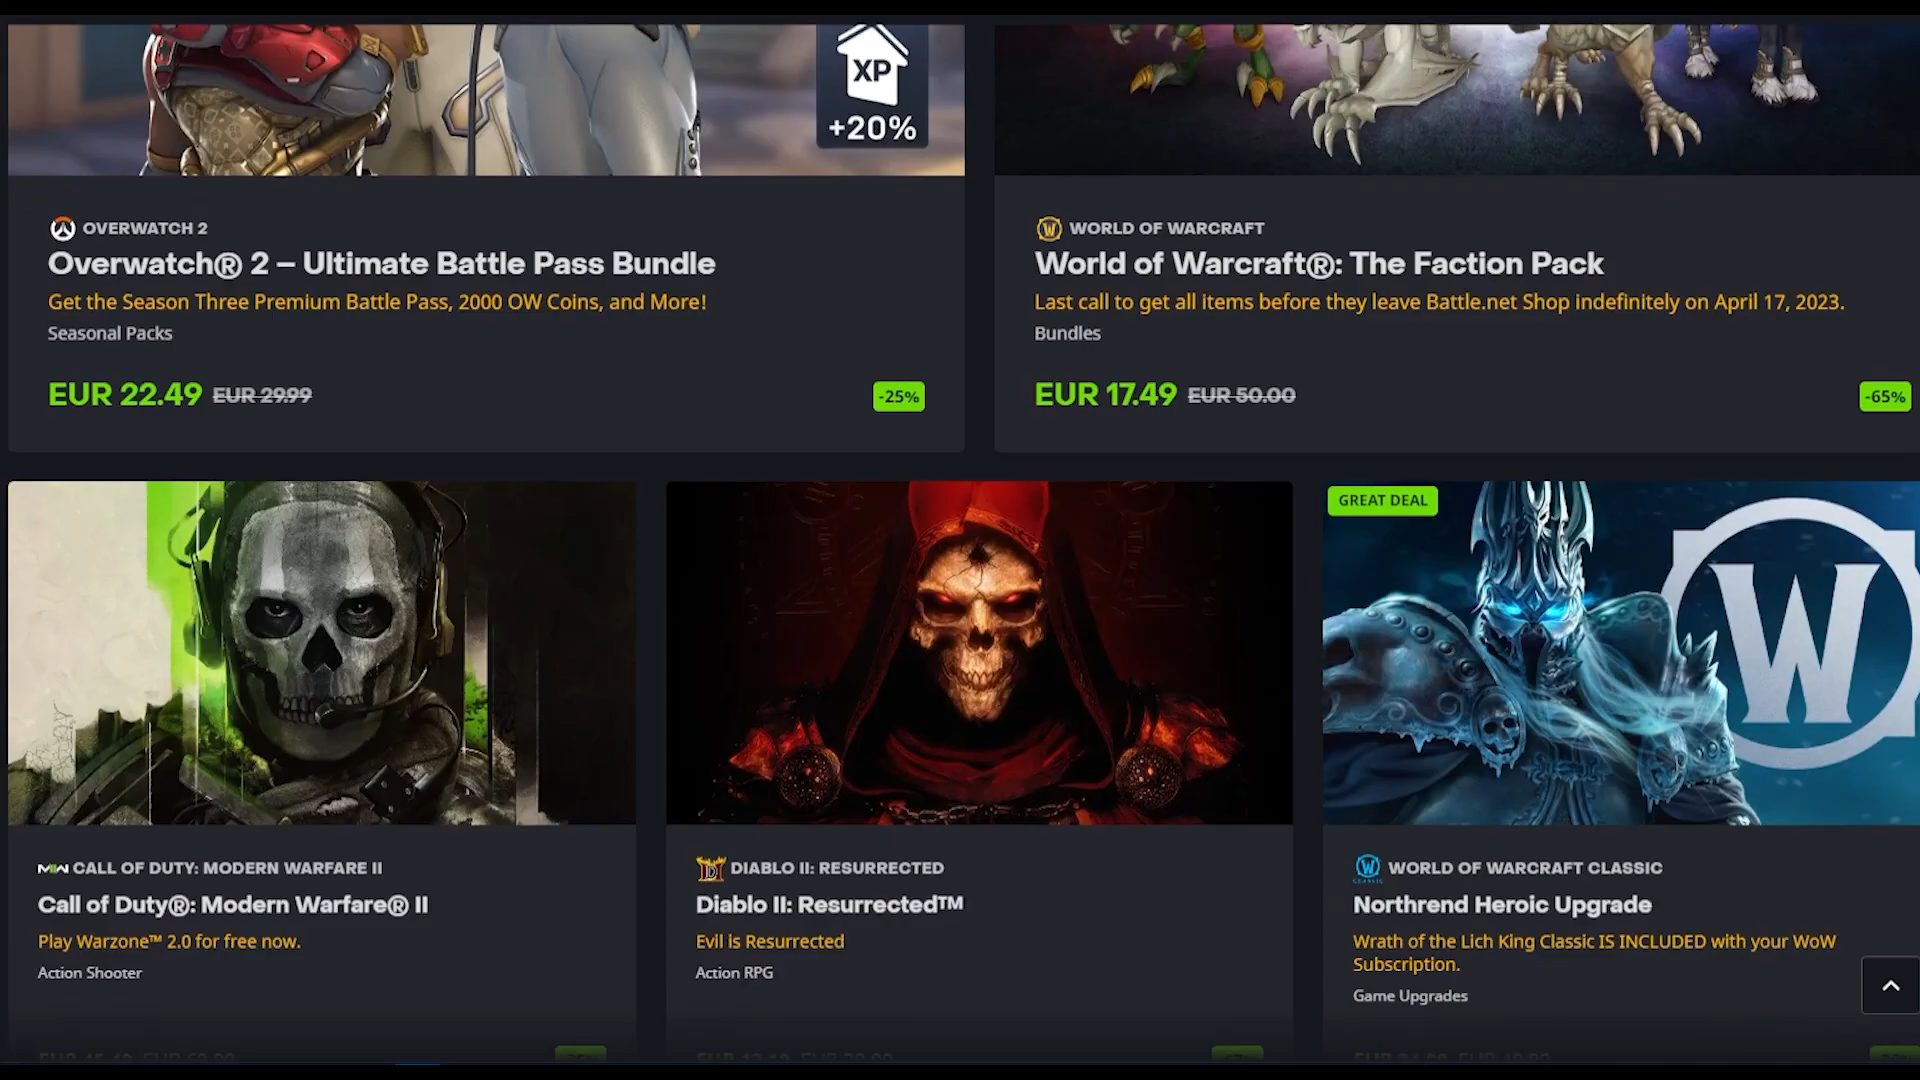 XP
+20%
OVERWATCH 2
Overwatch® 2 – Ultimate Battle Pass Bundle
Get the Season Three Premium Battle Pass, 2000 OW Coins, and More!
Seasonal Packs
EUR 22.49 EUR 29.99
-25%
WORLD OF WARCRAFT
World of Warcraft®: The Faction Pack
Last call to get all items before they leave Battle.net Shop indefinitely on April 17, 2023.
Bundles
EUR 17.49 EUR 50.00
-65%
CALL OF DUTY: MODERN WARFARE II
Call of Duty®: Modern Warfare® II
Play Warzone™ 2.0 for free now.
Action Shooter
DIABLO II: RESURRECTED
Diablo II: Resurrected™
Evil is Resurrected
Action RPG
GREAT DEAL
W
WORLD OF WARCRAFT CLASSIC
Northrend Heroic Upgrade
Wrath of the Lich King Classic IS INCLUDED with your WoW
Subscription.
Game Upgrades